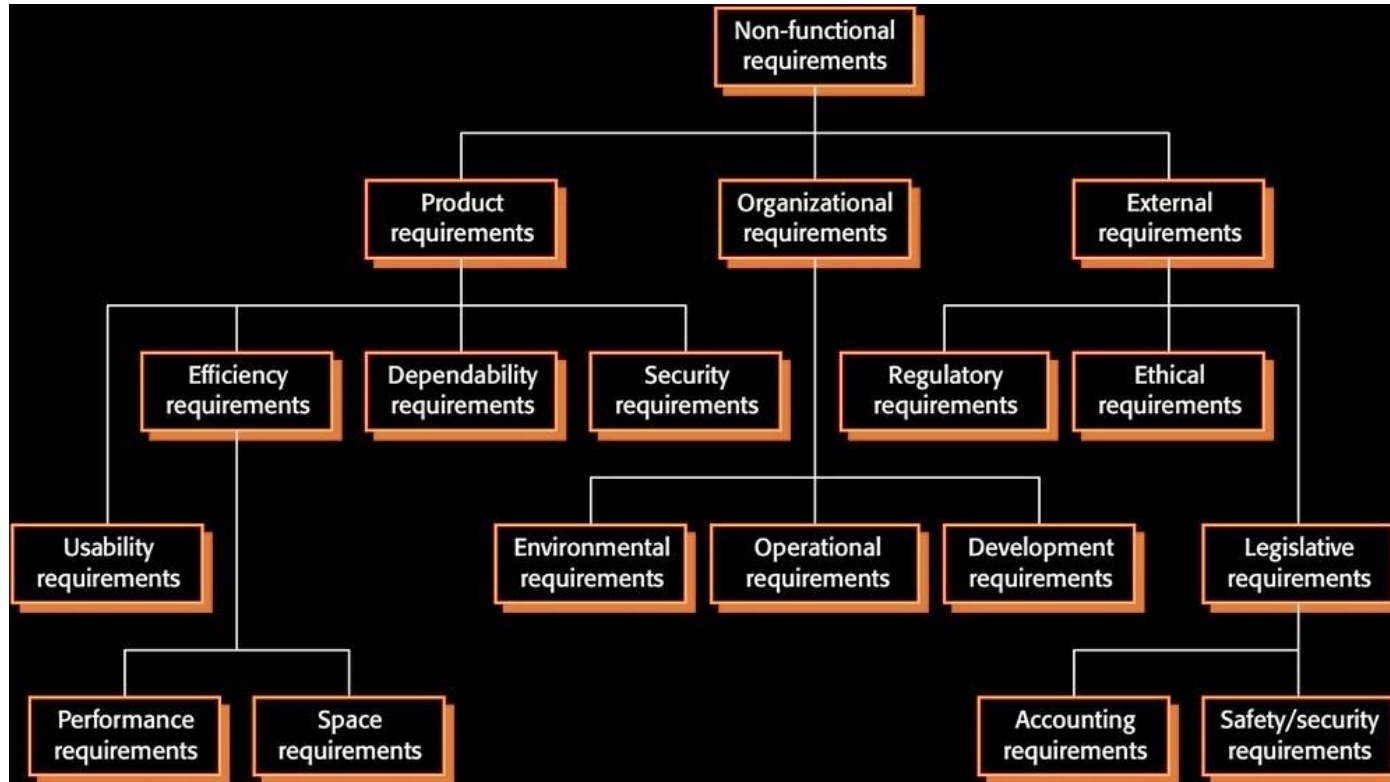 Non-functional
requirements
Product
requirements
Organizational
requirements
External
requirements
Efficiency
requirements
Dependability
requirements
Security
requirements
Regulatory
requirements
Ethical
requirements
Usability
requirements
Environmental
requirements
Operational
requirements
Development
requirements
Legislative
requirements
Performance
requirements
Space
requirements
Accounting
requirements
Safety/security
requirements